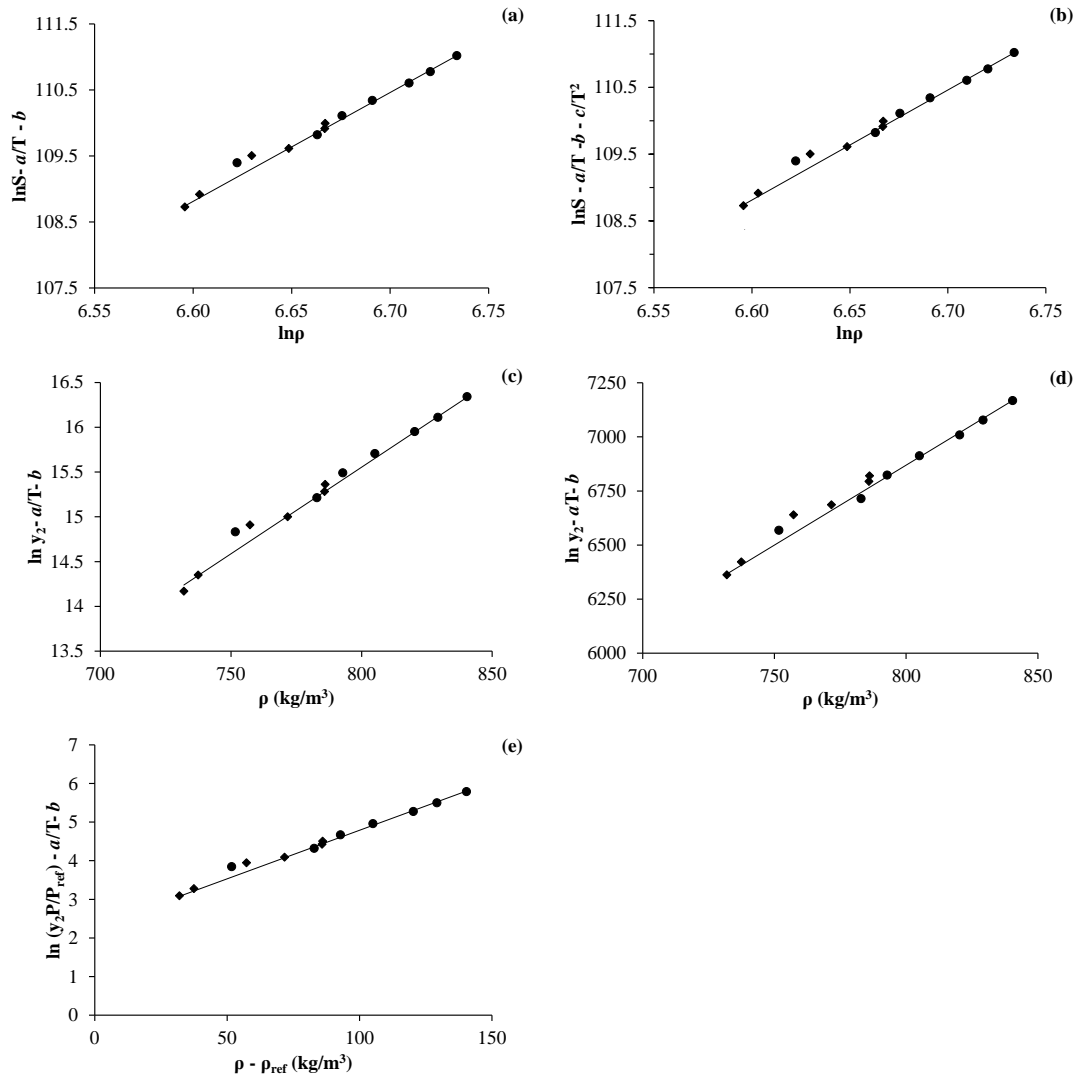 (a)
111.5
110.5
109.5
108.5
107.5
lnS- a/T - b
6.55 6.60 6.65 6.70 6.75
lnρ
(b)
111.5
110.5
109.5
108.5
107.5
lnS - a/T -b - c/T²
6.55 6.60 6.65 6.70 6.75
lnρ
(c)
16.5
16
15.5
15
14.5
14
13.5
ln y₂- a/T- b
700 750 800 850
ρ (kg/m³)
(d)
7250
7000
6750
6500
6250
6000
ln y₂- aT- b
700 750 800 850
ρ (kg/m³)
(e)
7
6
5
4
3
2
1
0
ln (y₂P/P_ref) - a/T- b
0 50 100 150
ρ - ρ_ref (kg/m³)